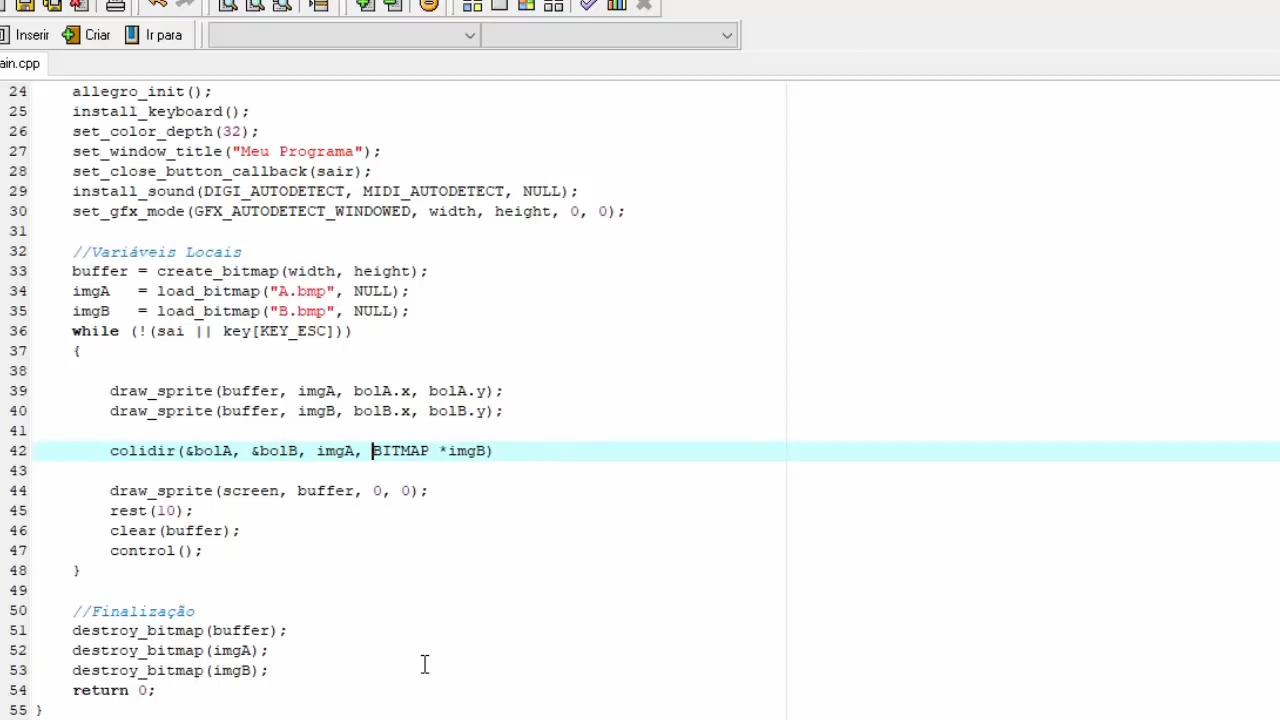 Inserir Criar Ir para
ain.cpp
24 allegro_init();
25 install_keyboard();
26 set_color_depth(32);
27 set_window_title("Meu Programa");
28 set_close_button_callback(sair);
29 install_sound(DIGI_AUTODETECT, MIDI_AUTODETECT, NULL);
30 set_gfx_mode(GFX_AUTODETECT_WINDOWED, width, height, 0, 0);
31
32 //Variáveis Locais
33 buffer = create_bitmap(width, height);
34 imgA   = load_bitmap("A.bmp", NULL);
35 imgB   = load_bitmap("B.bmp", NULL);
36 while (!(sai || key[KEY_ESC]))
37 {
38
39 draw_sprite(buffer, imgA, bolA.x, bolA.y);
40 draw_sprite(buffer, imgB, bolB.x, bolB.y);
41
42 colidir(&bolA, &bolB, imgA, BITMAP *imgB)
43
44 draw_sprite(screen, buffer, 0, 0);
45 rest(10);
46 clear(buffer);
47 control();
48 }
49
50 //Finalização
51 destroy_bitmap(buffer);
52 destroy_bitmap(imgA);
53 destroy_bitmap(imgB);
54 return 0;
55 }